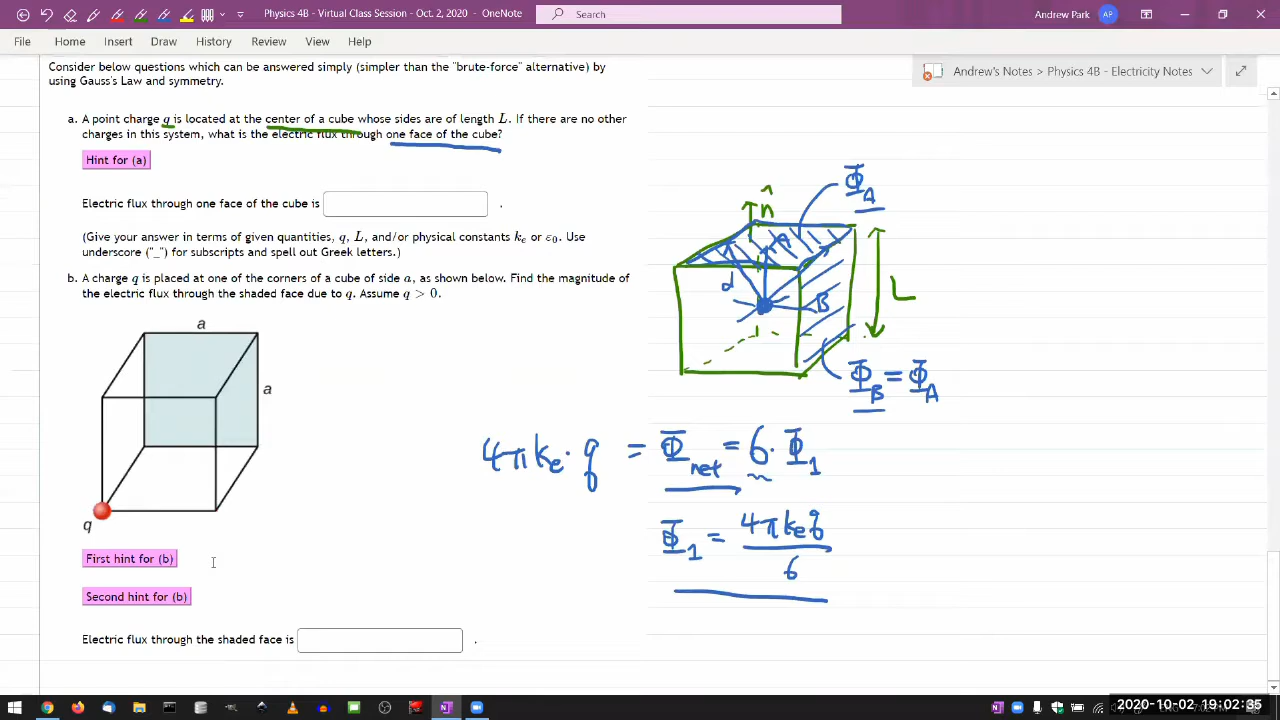 Physics 4B - Virtual Class Session - Oct. 2, 2020 - OneNote
Search
Andrew Park
AP
File Home Insert Draw History Review View Help
Andrew's Notes > Physics 4B - Electricity Notes
Consider below questions which can be answered simply (simpler than the "brute-force" alternative) by
using Gauss's Law and symmetry.
a. A point charge q is located at the center of a cube whose sides are of length L. If there are no other
charges in this system, what is the electric flux through one face of the cube?
Hint for (a)
Electric flux through one face of the cube is .
(Give your answer in terms of given quantities, q, L, and/or physical constants kₑ or ε₀. Use
underscore ("_") for subscripts and spell out Greek letters.)
b. A charge q is placed at one of the corners of a cube of side a, as shown below. Find the magnitude of
the electric flux through the shaded face due to q. Assume q > 0.
a
a
q
First hint for (b)
Second hint for (b)
Electric flux through the shaded face is .
Φ_A
n̂
d
B
L
Φ_B = Φ_A
4πkₑ · q = Φ_net = 6 · Φ₁
Φ₁ = 4πkₑq
6
2020-10-02 19:02:35